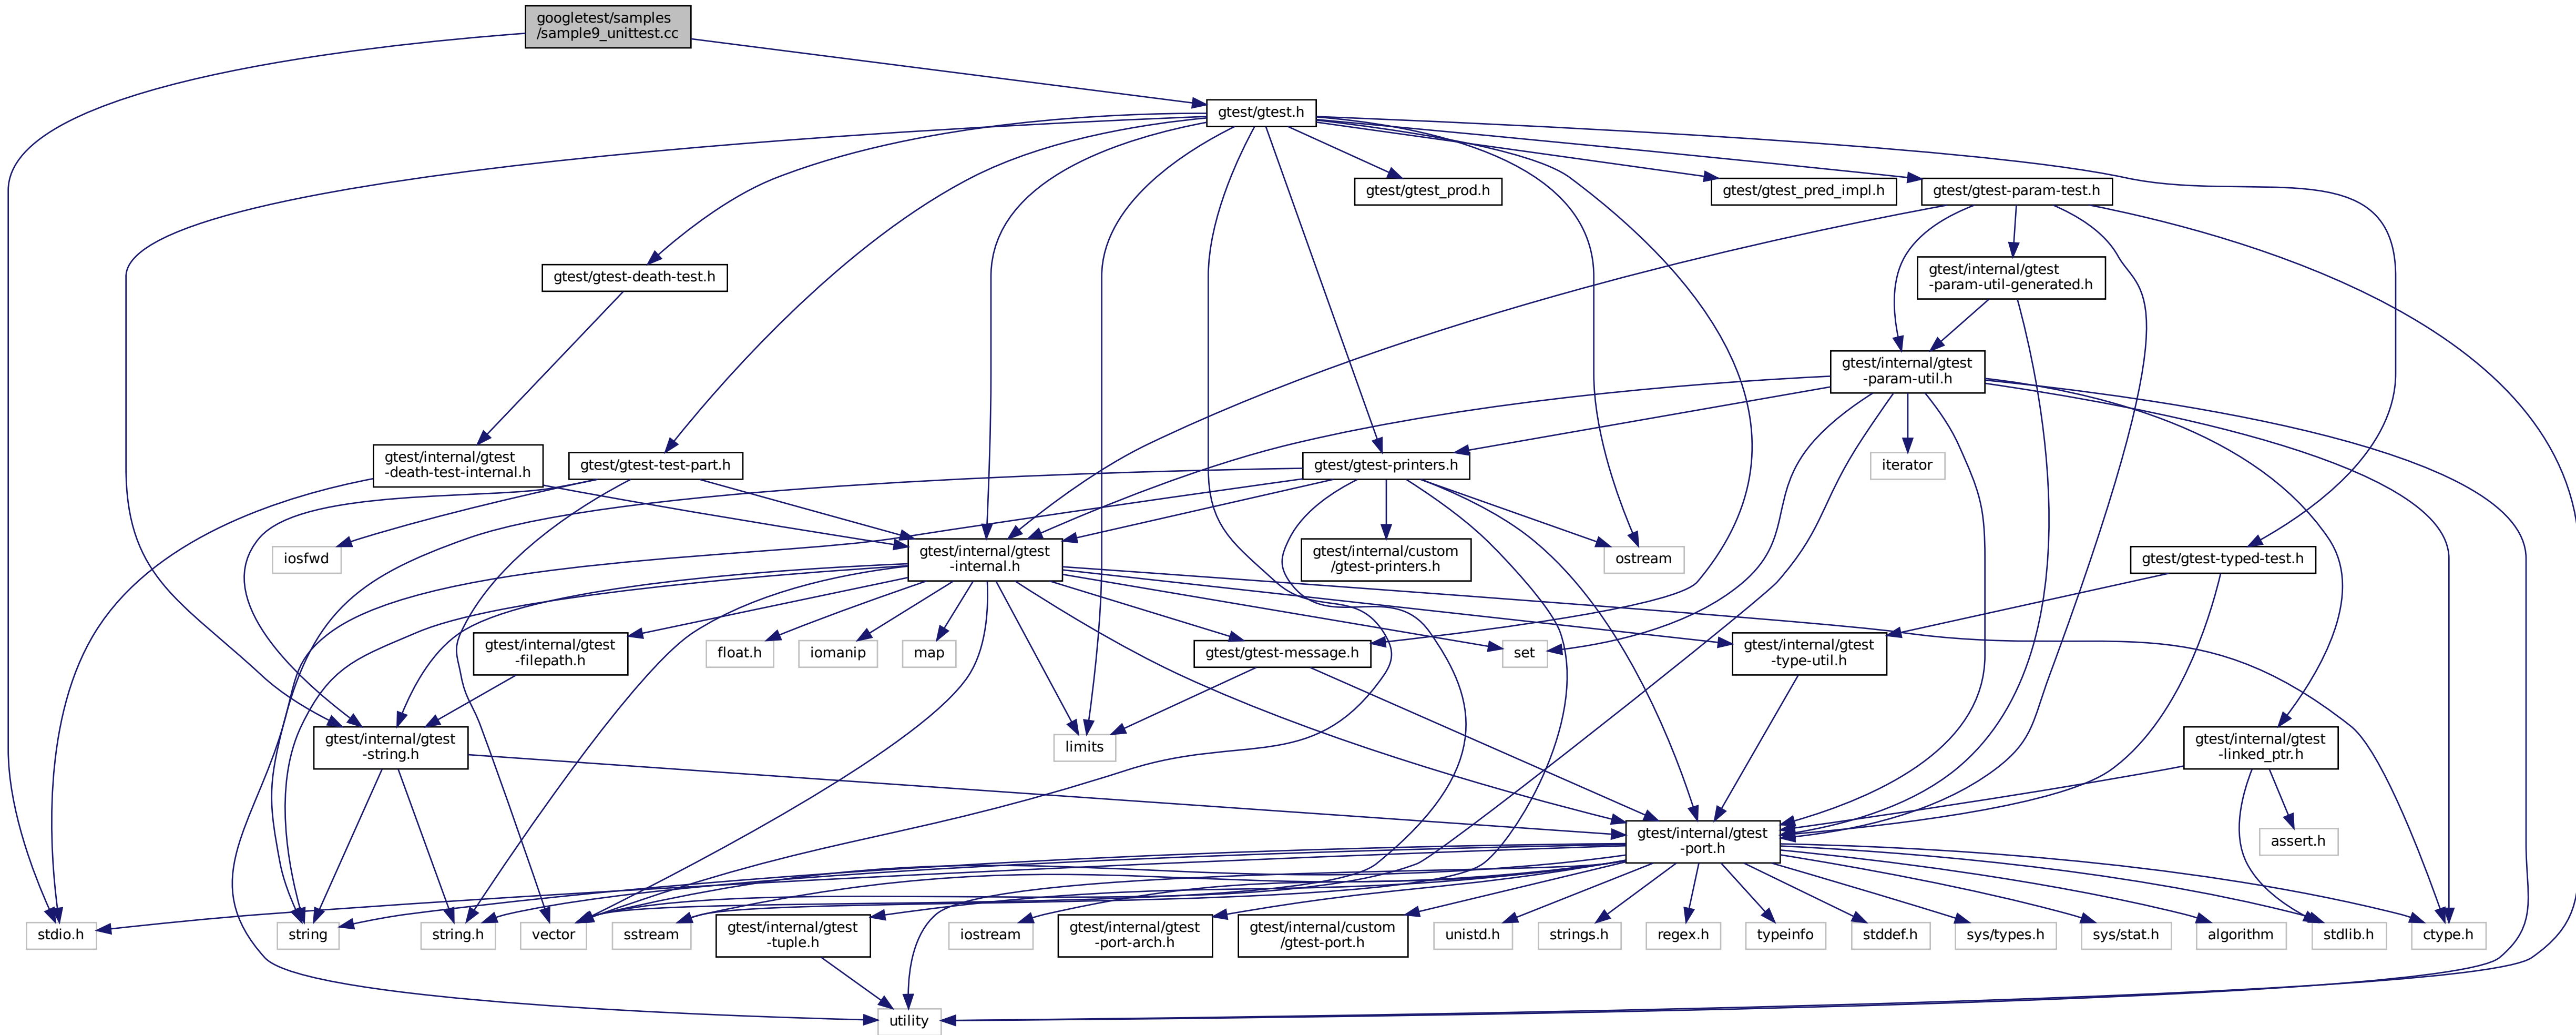 googletest/samples
/sample9_unittest.cc
gtest/gtest.h
gtest/gtest_prod.h
gtest/gtest_pred_impl.h
gtest/gtest-param-test.h
gtest/gtest-death-test.h
gtest/internal/gtest
-param-util-generated.h
gtest/internal/gtest
-param-util.h
gtest/internal/gtest
-death-test-internal.h
gtest/gtest-test-part.h
gtest/gtest-printers.h
iterator
iosfwd
gtest/internal/gtest
-internal.h
gtest/internal/custom
/gtest-printers.h
ostream
gtest/gtest-typed-test.h
gtest/internal/gtest
-filepath.h
float.h
iomanip
map
gtest/gtest-message.h
set
gtest/internal/gtest
-type-util.h
gtest/internal/gtest
-string.h
limits
gtest/internal/gtest
-linked_ptr.h
gtest/internal/gtest
-port.h
assert.h
stdio.h
string
string.h
vector
sstream
gtest/internal/gtest
-tuple.h
iostream
gtest/internal/gtest
-port-arch.h
gtest/internal/custom
/gtest-port.h
unistd.h
strings.h
regex.h
typeinfo
stddef.h
sys/types.h
sys/stat.h
algorithm
stdlib.h
ctype.h
utility